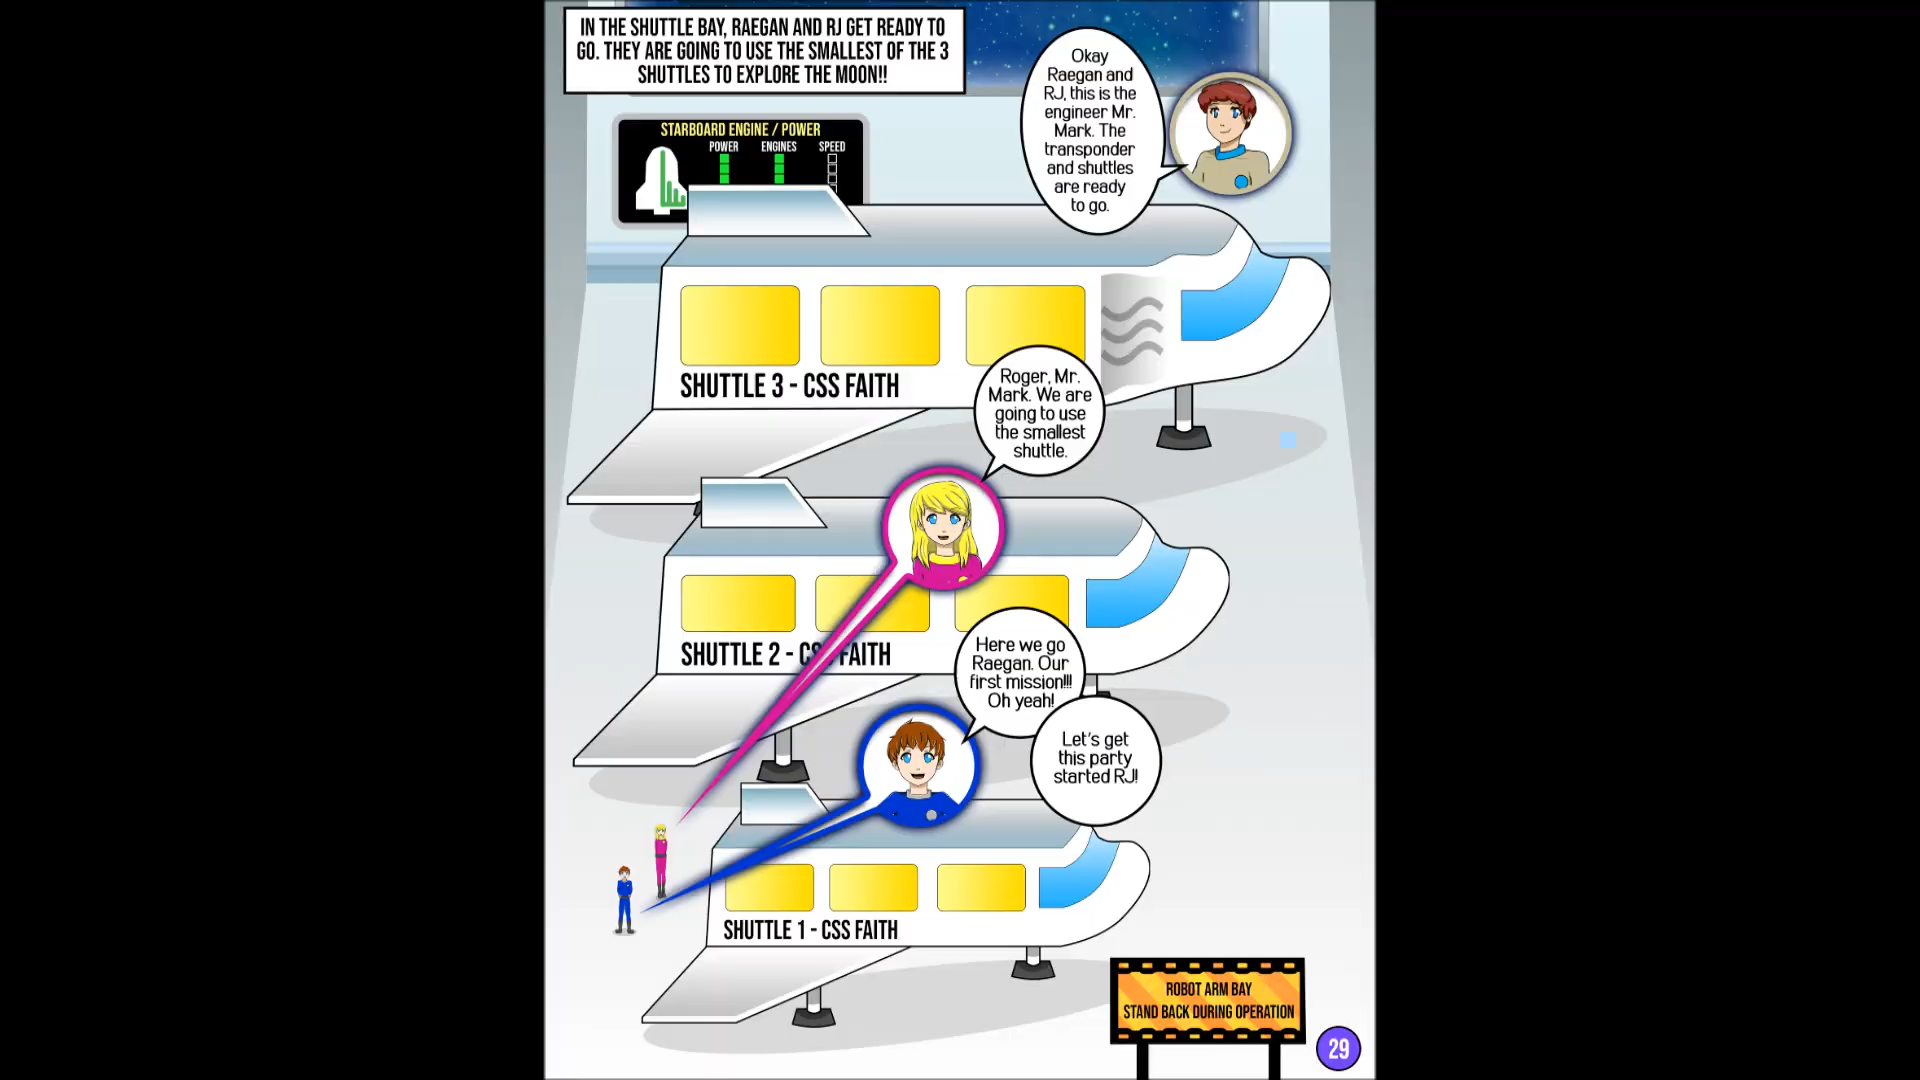 IN THE SHUTTLE BAY, RAEGAN AND RJ GET READY TO
GO. THEY ARE GOING TO USE THE SMALLEST OF THE 3
SHUTTLES TO EXPLORE THE MOON!!
Okay
Raegan and
RJ, this is the
engineer Mr.
Mark. The
transponder
and shuttles
are ready
to go.
STARBOARD ENGINE / POWER
POWER ENGINES SPEED
SHUTTLE 3 - CSS FAITH
Roger, Mr.
Mark. We are
going to use
the smallest
shuttle.
SHUTTLE 2 - CSS FAITH
Here we go
Raegan. Our
first mission!!!
Oh yeah!
Let's get
this party
started RJ!
SHUTTLE 1 - CSS FAITH
ROBOT ARM BAY
STAND BACK DURING OPERATION
29